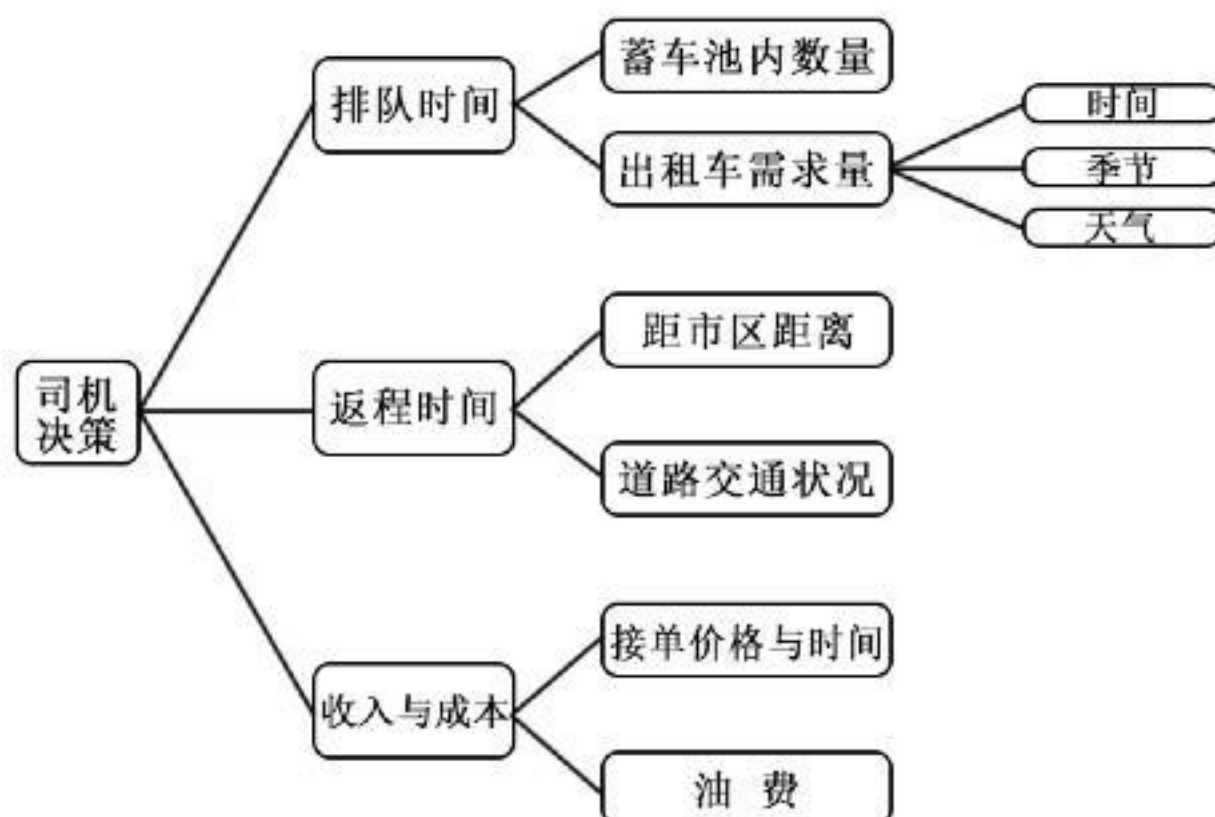 蓄车池内数量
排队时间
时间
出租车需求量
季节
天气
距市区距离
司机
决策
返程时间
道路交通状况
接单价格与时间
收入与成本
油 费